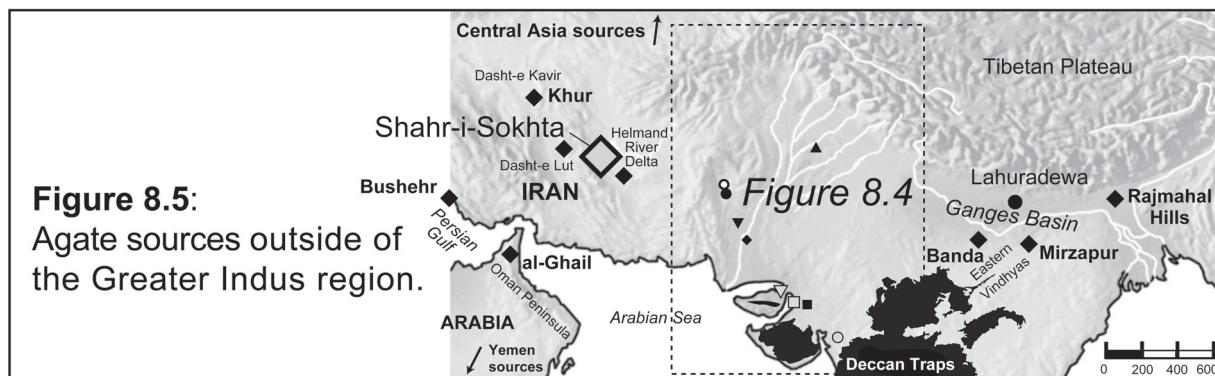 Figure 8.5:
Agate sources outside of
the Greater Indus region.
Central Asia sources
Dasht-e Kavir
Khur
Shahr-i-Sokhta
Helmand
River
Delta
Dasht-e Lut
IRAN
Bushehr
Persian
Gulf
al-Ghail
Oman Peninsula
ARABIA
Yemen
sources
Arabian Sea
Figure 8.4
Tibetan Plateau
Lahuradewa
Ganges Basin
Rajmahal
Hills
Banda
Eastern
Vindhyas
Mirzapur
Deccan Traps
0 200 400 600